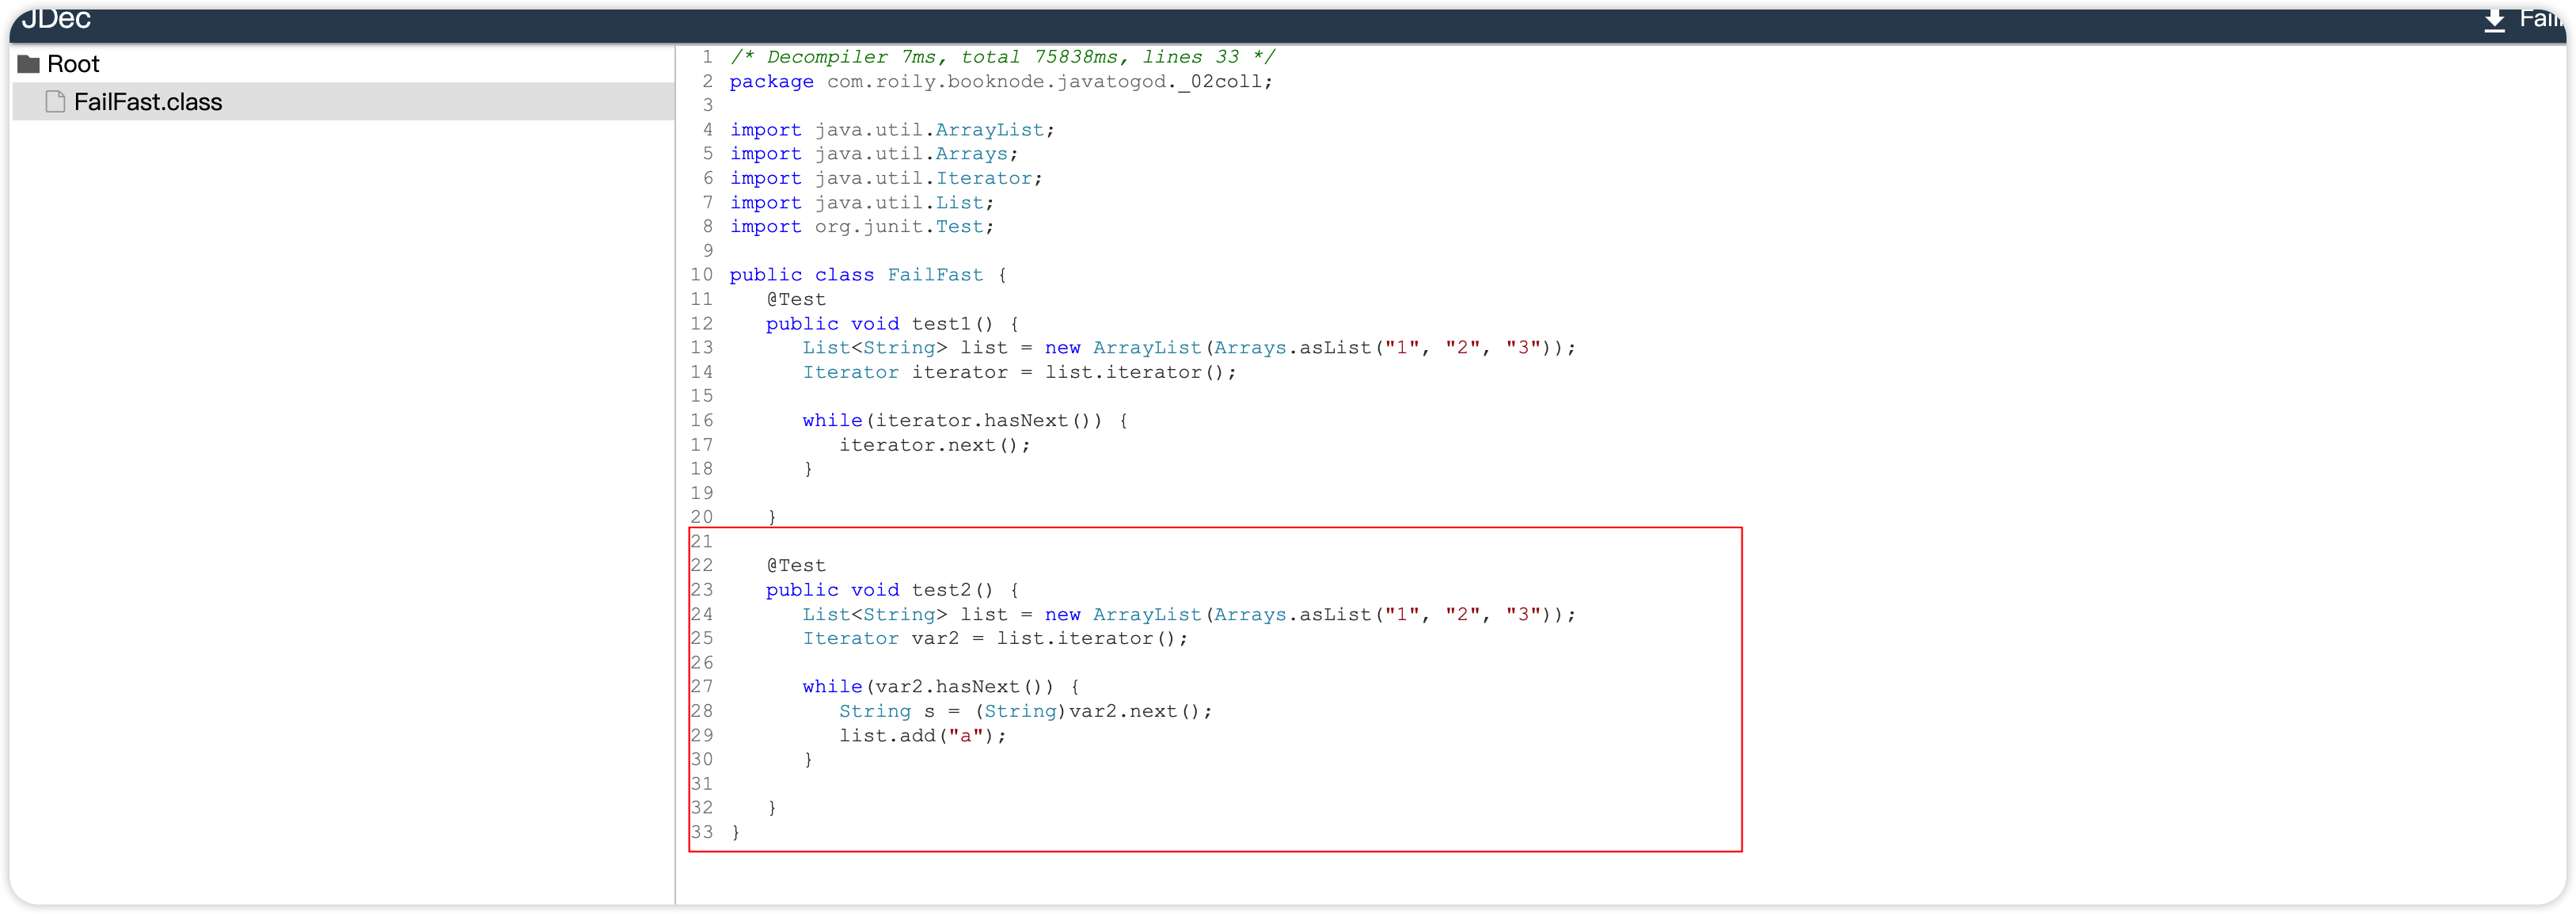 JDec
Root
FailFast.class
1 /* Decompiler 7ms, total 75838ms, lines 33 */
2 package com.roily.booknode.javatogod._02coll;
3
4 import java.util.ArrayList;
5 import java.util.Arrays;
6 import java.util.Iterator;
7 import java.util.List;
8 import org.junit.Test;
9
10 public class FailFast {
11    @Test
12    public void test1() {
13       List<String> list = new ArrayList(Arrays.asList("1", "2", "3"));
14       Iterator iterator = list.iterator();
15
16       while(iterator.hasNext()) {
17          iterator.next();
18       }
19
20    }
21
22    @Test
23    public void test2() {
24       List<String> list = new ArrayList(Arrays.asList("1", "2", "3"));
25       Iterator var2 = list.iterator();
26
27       while(var2.hasNext()) {
28          String s = (String)var2.next();
29          list.add("a");
30       }
31
32    }
33 }